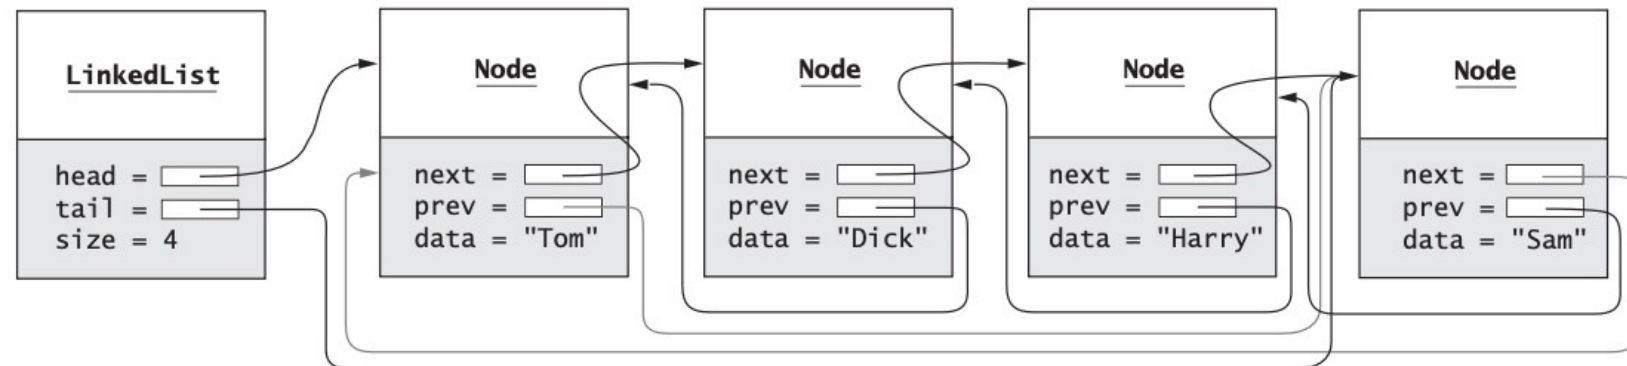 LinkedList
head =
tail =
size = 4
Node
next =
prev =
data = "Tom"
Node
next =
prev =
data = "Dick"
Node
next =
prev =
data = "Harry"
Node
next =
prev =
data = "Sam"